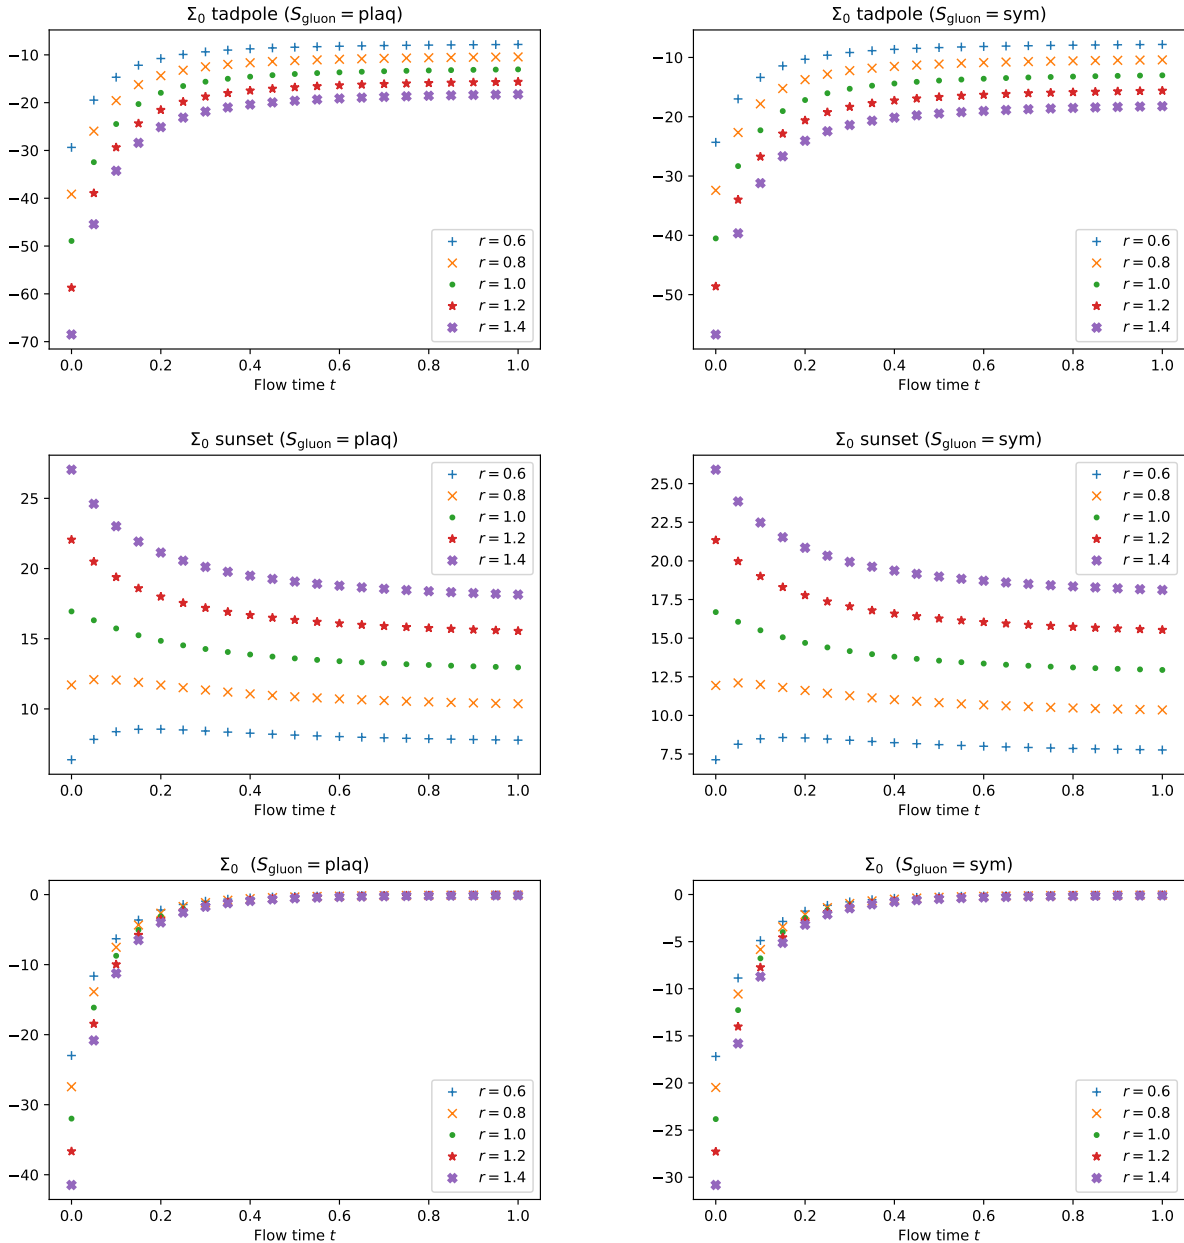 Σ₀ tadpole (S_gluon = plaq)
−10
−20
−30
−40
−50
−60
−70
r = 0.6
r = 0.8
r = 1.0
r = 1.2
r = 1.4
0.0 0.2 0.4 0.6 0.8 1.0
Flow time t
Σ₀ tadpole (S_gluon = sym)
−10
−20
−30
−40
−50
r = 0.6
r = 0.8
r = 1.0
r = 1.2
r = 1.4
0.0 0.2 0.4 0.6 0.8 1.0
Flow time t
Σ₀ sunset (S_gluon = plaq)
25
20
15
10
r = 0.6
r = 0.8
r = 1.0
r = 1.2
r = 1.4
0.0 0.2 0.4 0.6 0.8 1.0
Flow time t
Σ₀ sunset (S_gluon = sym)
25.0
22.5
20.0
17.5
15.0
12.5
10.0
7.5
r = 0.6
r = 0.8
r = 1.0
r = 1.2
r = 1.4
0.0 0.2 0.4 0.6 0.8 1.0
Flow time t
Σ₀ (S_gluon = plaq)
0
−10
−20
−30
−40
r = 0.6
r = 0.8
r = 1.0
r = 1.2
r = 1.4
0.0 0.2 0.4 0.6 0.8 1.0
Flow time t
Σ₀ (S_gluon = sym)
0
−5
−10
−15
−20
−25
−30
r = 0.6
r = 0.8
r = 1.0
r = 1.2
r = 1.4
0.0 0.2 0.4 0.6 0.8 1.0
Flow time t